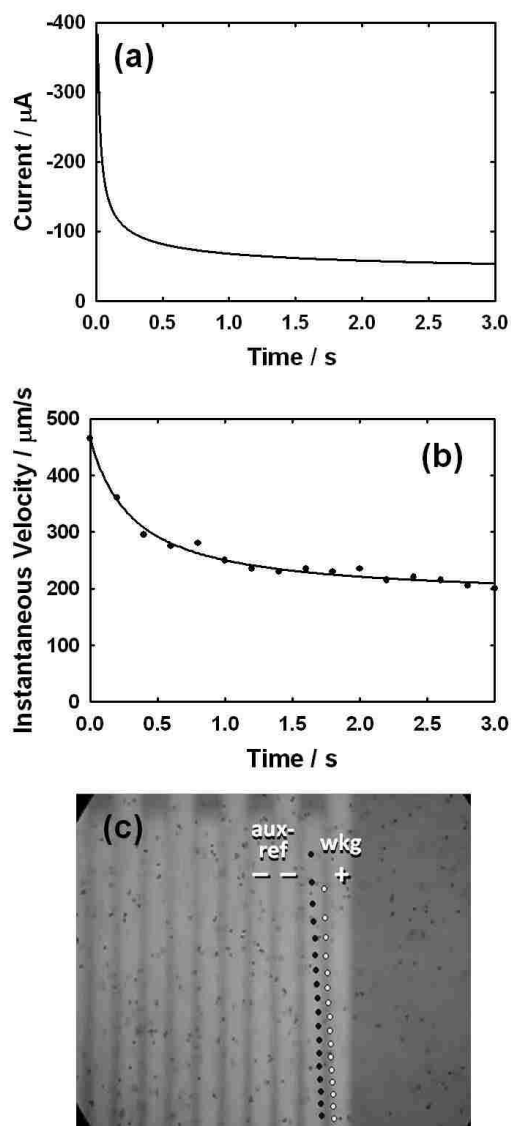 -400
(a)
-300
-200
-100
0
Current / μA
0.0 0.5 1.0 1.5 2.0 2.5 3.0
Time / s
500
(b)
400
300
200
100
0
Instantaneous Velocity / μm/s
0.0 0.5 1.0 1.5 2.0 2.5 3.0
Time / s
(c)
aux- wkg
ref
− − +